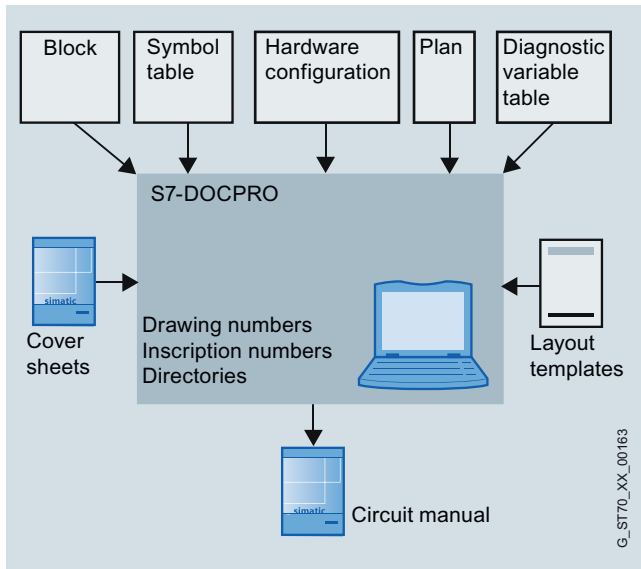 Block
Symbol
table
Hardware
configuration
Plan
Diagnostic
variable
table
S7-DOCPRO
simatic
Cover
sheets
Drawing numbers
Inscription numbers
Directories
Layout
templates
simatic
Circuit manual
G_ST70_XX_00163